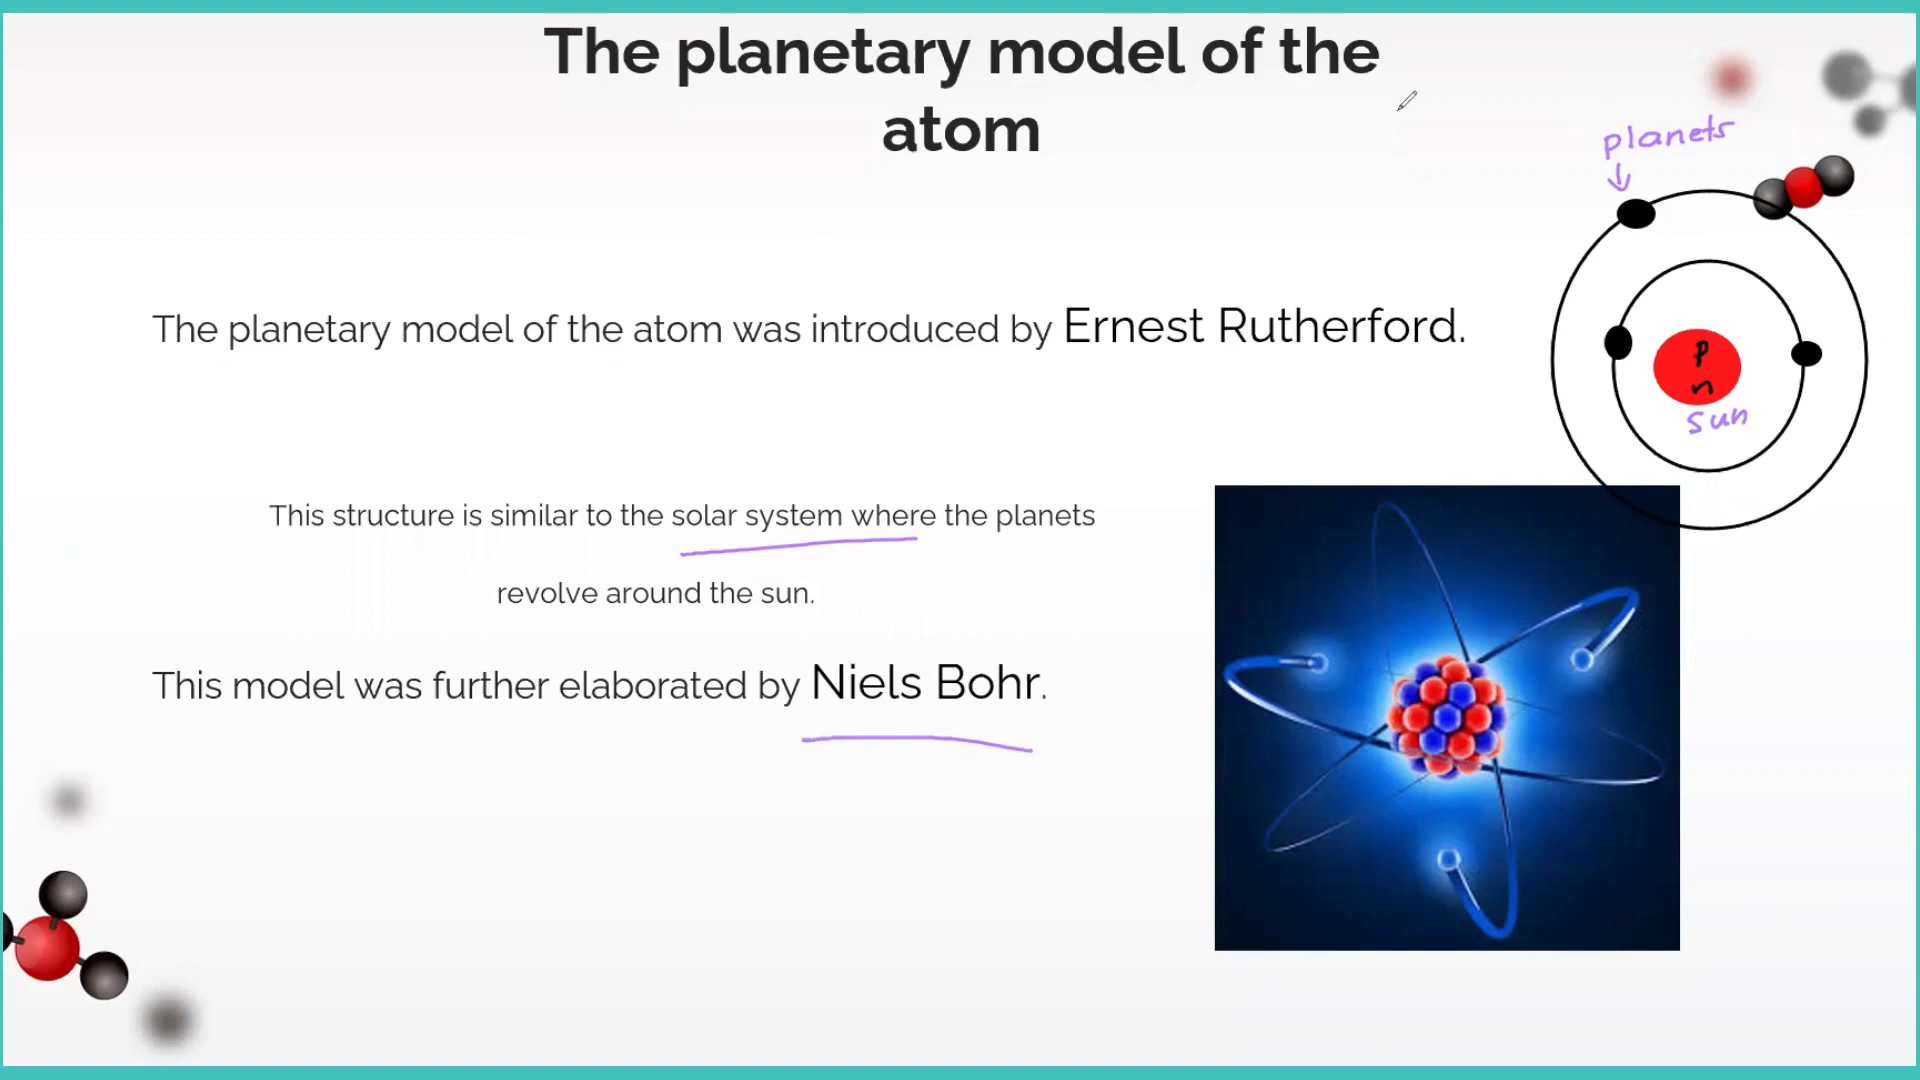 The planetary model of the
atom
planets
The planetary model of the atom was introduced by Ernest Rutherford.
p
n
sun
This structure is similar to the solar system where the planets
revolve around the sun.
This model was further elaborated by Niels Bohr.